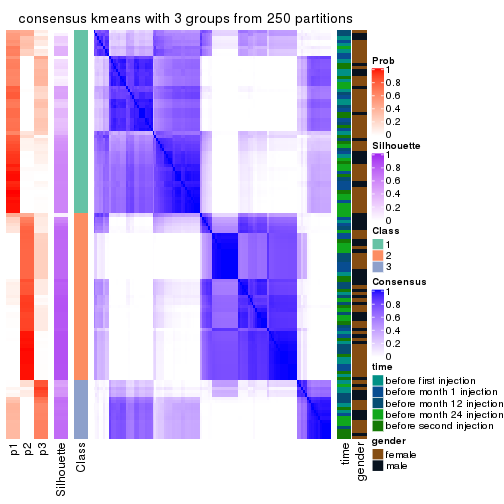 consensus kmeans with 3 groups from 250 partitions
Prob
1
0.8
0.6
0.4
0.2
0
Silhouette
1
0.8
0.6
0.4
0.2
0
Class
1
2
3
Consensus
1
0.8
0.6
0.4
0.2
0
time
before first injection
before month 1 injection
before month 12 injection
before month 24 injection
before second injection
gender
female
male
p1
p2
p3
Silhouette
Class
time
gender